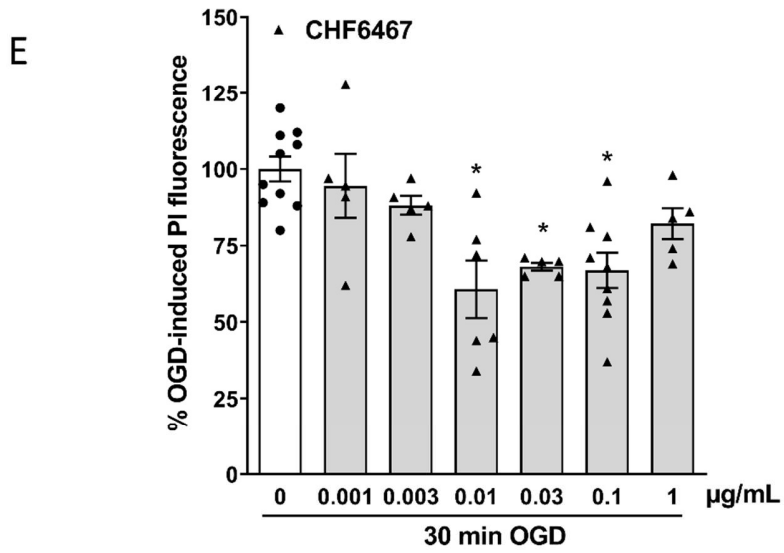 E
CHF6467
% OGD-induced PI fluorescence
150
125
100
75
50
25
0
*
*
*
0 0.001 0.003 0.01 0.03 0.1 1 µg/mL
30 min OGD